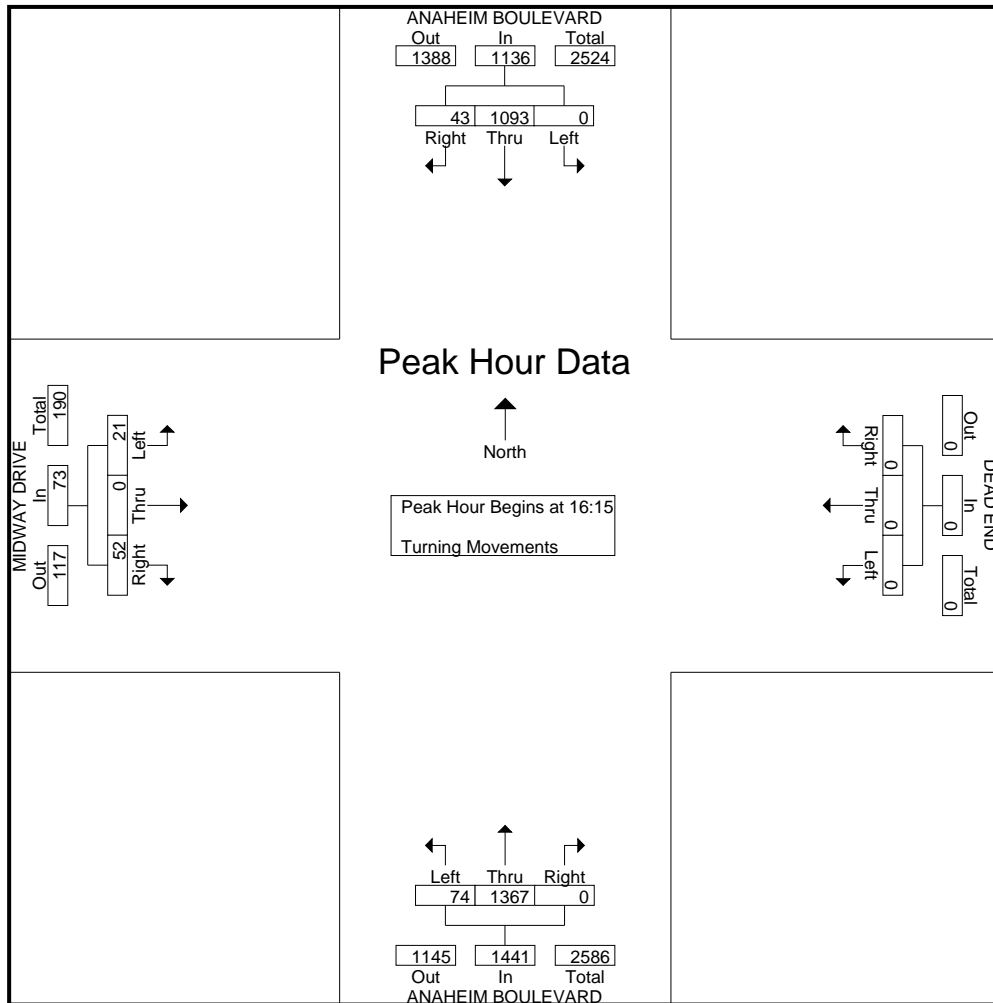 ANAHEIM BOULEVARD
Out In Total
1388 1136 2524
43 1093 0
Right Thru Left
Peak Hour Data
North
Peak Hour Begins at 16:15
Turning Movements
MIDWAY DRIVE
Total In Out
190 73 117
21 0 52
Left Thru Right
DEAD END
Out In Total
0 0 0
0 0 0
Right Thru Left
Left Thru Right
74 1367 0
1145 1441 2586
Out In Total
ANAHEIM BOULEVARD